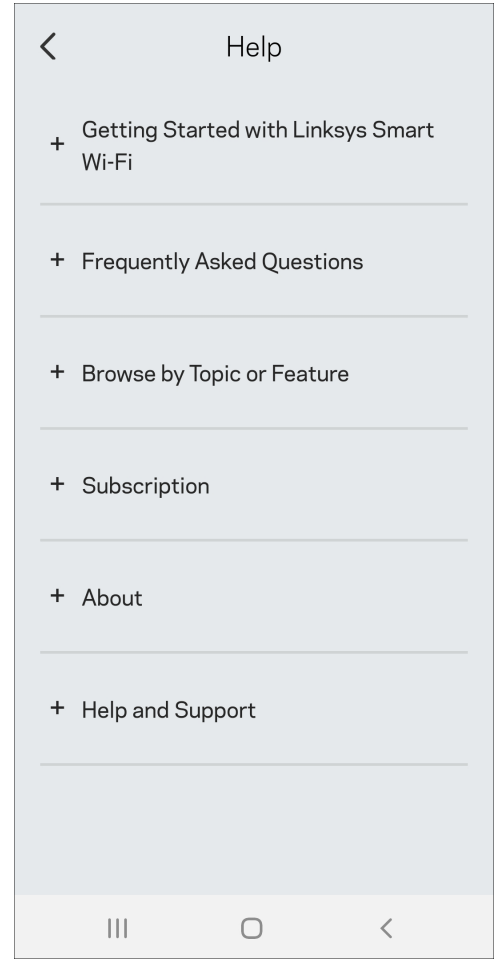 Help
+ Getting Started with Linksys Smart
Wi-Fi
+ Frequently Asked Questions
+ Browse by Topic or Feature
+ Subscription
+ About
+ Help and Support